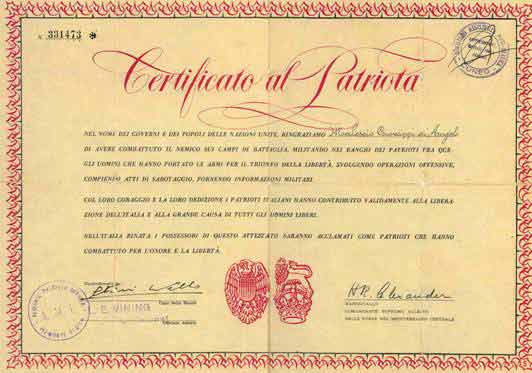 N. 331473 *
Certificato al Patriota
NEL NOME DEI GOVERNI E DEI POPOLI DELLE NAZIONI UNITE, RINGRAZIAMO
DI AVERE COMBATTUTO IL NEMICO SUI CAMPI DI BATTAGLIA, MILITANDO NEI RANGHI DEI PATRIOTI FRA QUE-
GLI UOMINI CHE HANNO PORTATO LE ARMI PER IL TRIONFO DELLA LIBERTÀ, SVOLGENDO OPERAZIONI OFFENSIVE,
COMPIENDO ATTI DI SABOTAGGIO, FORNENDO INFORMAZIONI MILITARI.
COL LORO CORAGGIO E LA LORO DEDIZIONE I PATRIOTI ITALIANI HANNO CONTRIBUITO VALIDAMENTE ALLA LIBERA-
ZIONE DELL'ITALIA E ALLA GRANDE CAUSA DI TUTTI GLI UOMINI LIBERI.
NELL'ITALIA RINATA I POSSESSORI DI QUESTO ATTESTATO SARANNO ACCLAMATI COME PATRIOTI CHE HANNO
COMBATTUTO PER L'ONORE E LA LIBERTÀ.
CUNEO
E. VINING
H.R. Alexander
MARESCIALLO
COMANDANTE SUPREMO ALLEATO
DELLE FORZE NEL MEDITERRANEO CENTRALE